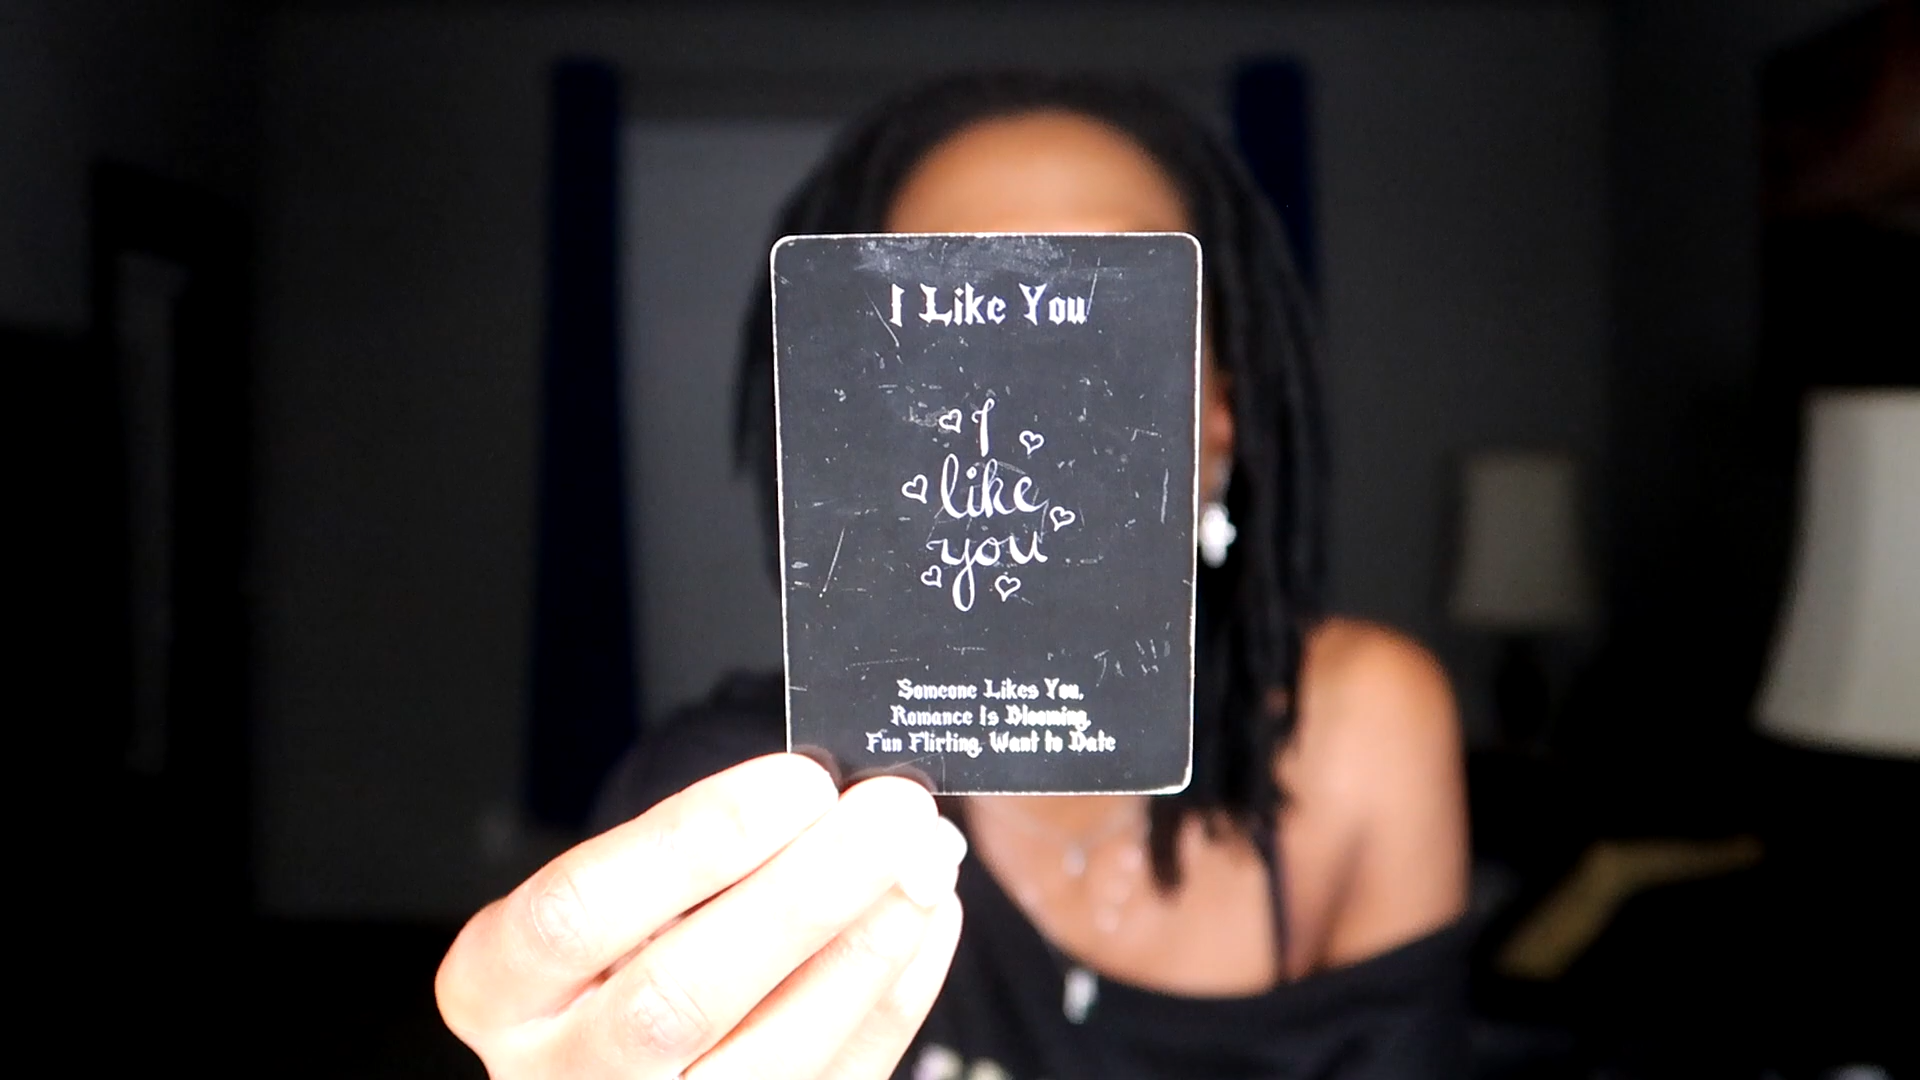 I Like You
I
like
you
Someone Likes You,
Romance Is Blooming,
Fun Flirting, Want to Date